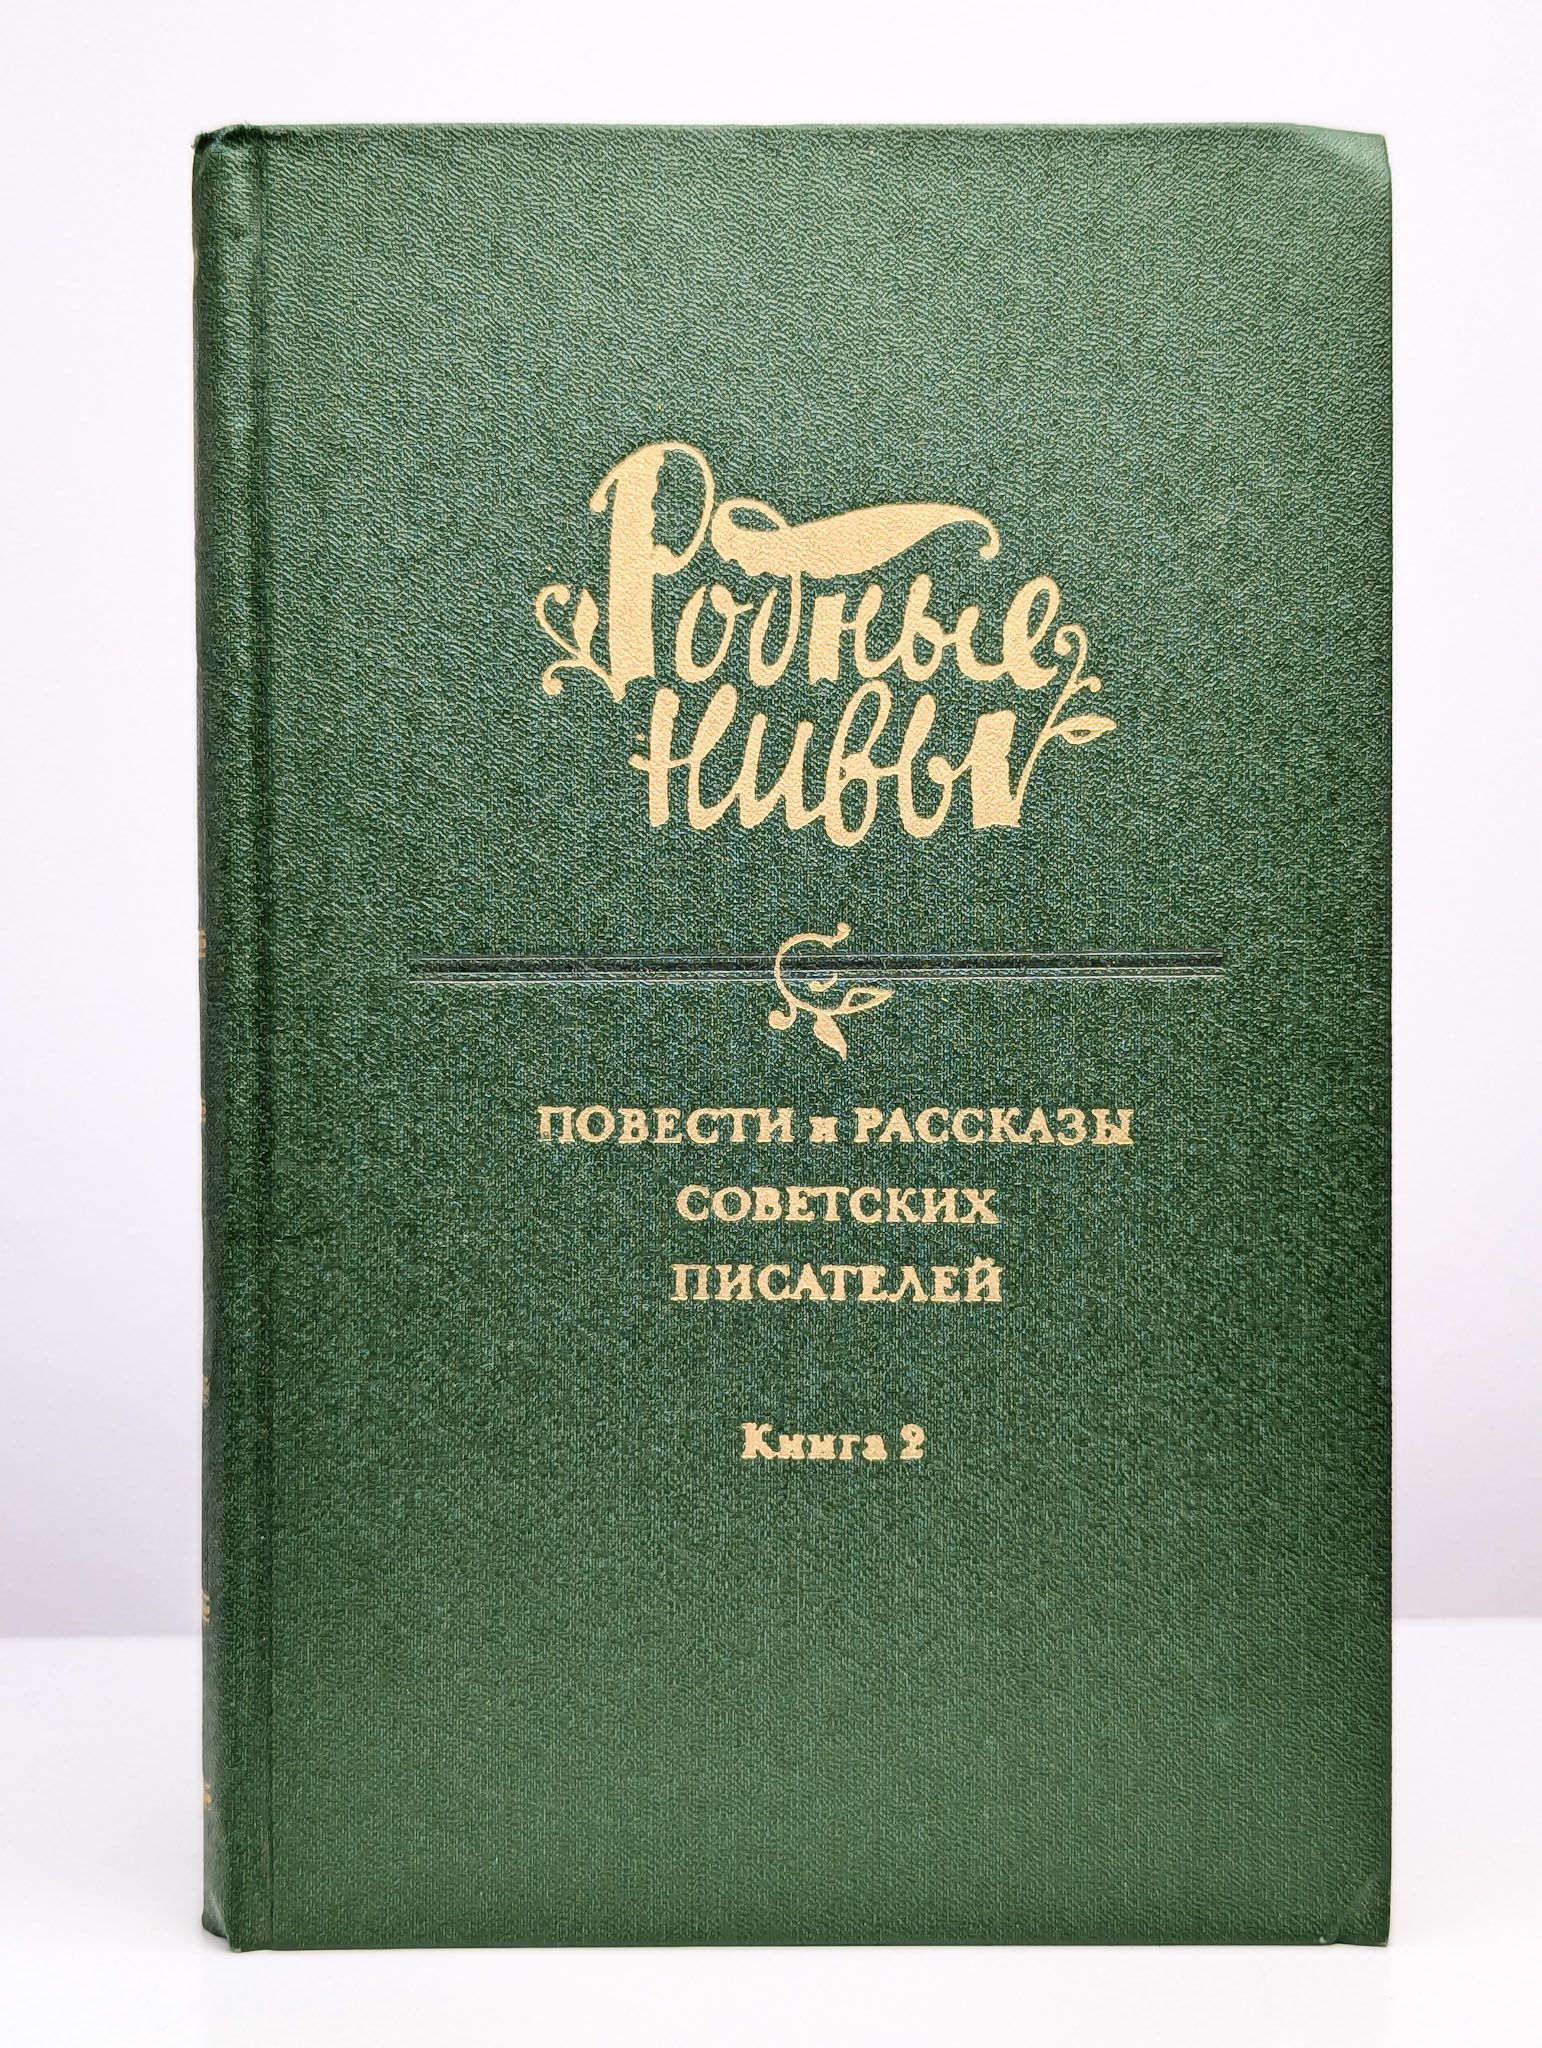 Родные
нивы
ПОВЕСТИ и РАССКАЗЫ
СОВЕТСКИХ
ПИСАТЕЛЕЙ
Книга 2